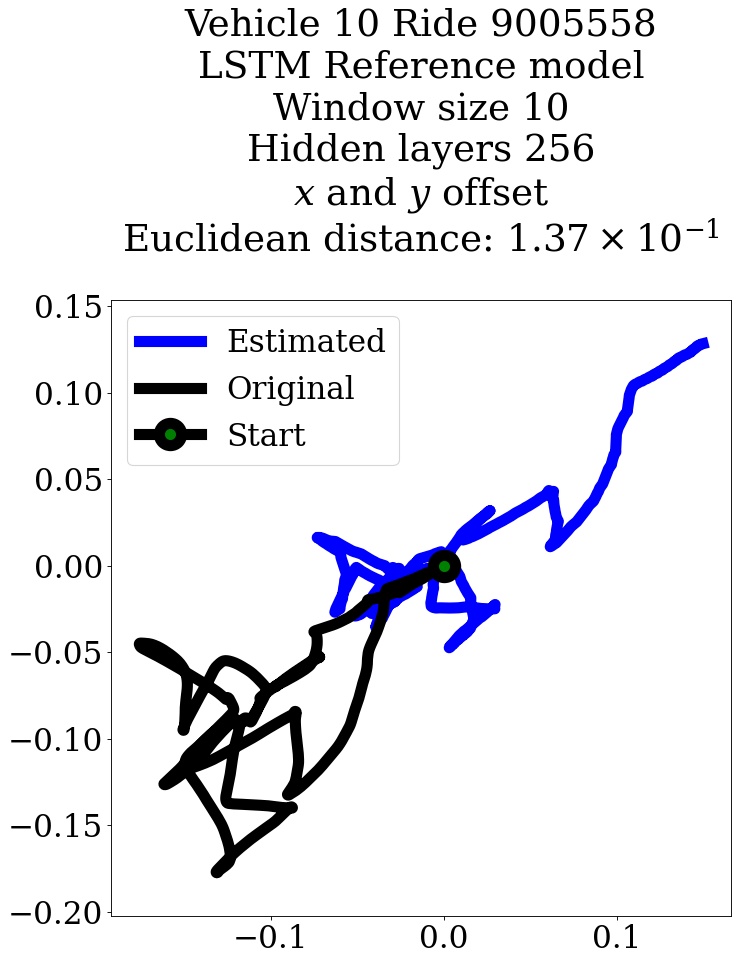 Vehicle 10 Ride 9005558
LSTM Reference model
Window size 10
Hidden layers 256
x and y offset
Euclidean distance: 1.37 × 10⁻¹
0.15
0.10
0.05
0.00
−0.05
−0.10
−0.15
−0.20
Estimated
Original
Start
−0.1
0.0
0.1